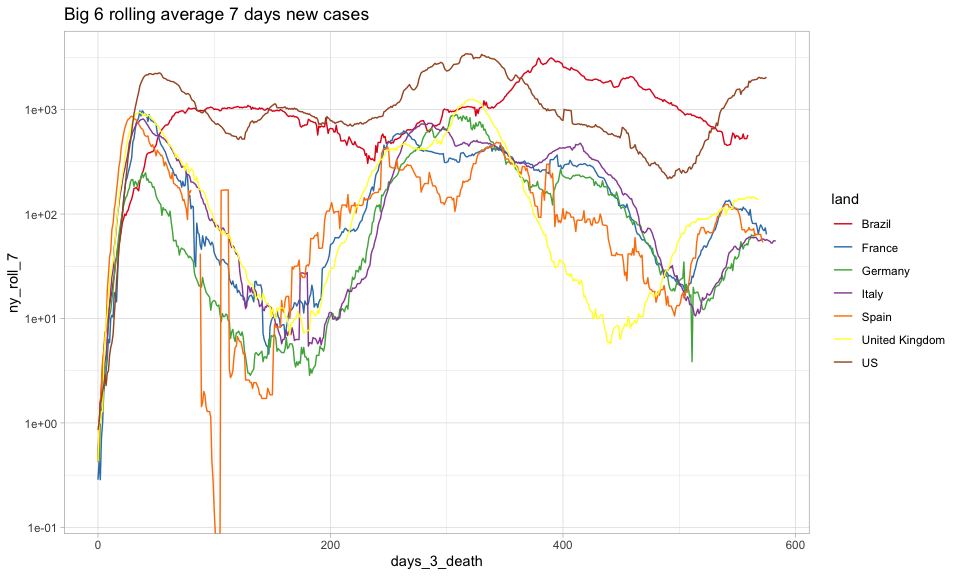 Big 6 rolling average 7 days new cases
ny_roll_7
1e+03
1e+02
1e+01
1e+00
1e-01
0
200
400
600
days_3_death
land
Brazil
France
Germany
Italy
Spain
United Kingdom
US